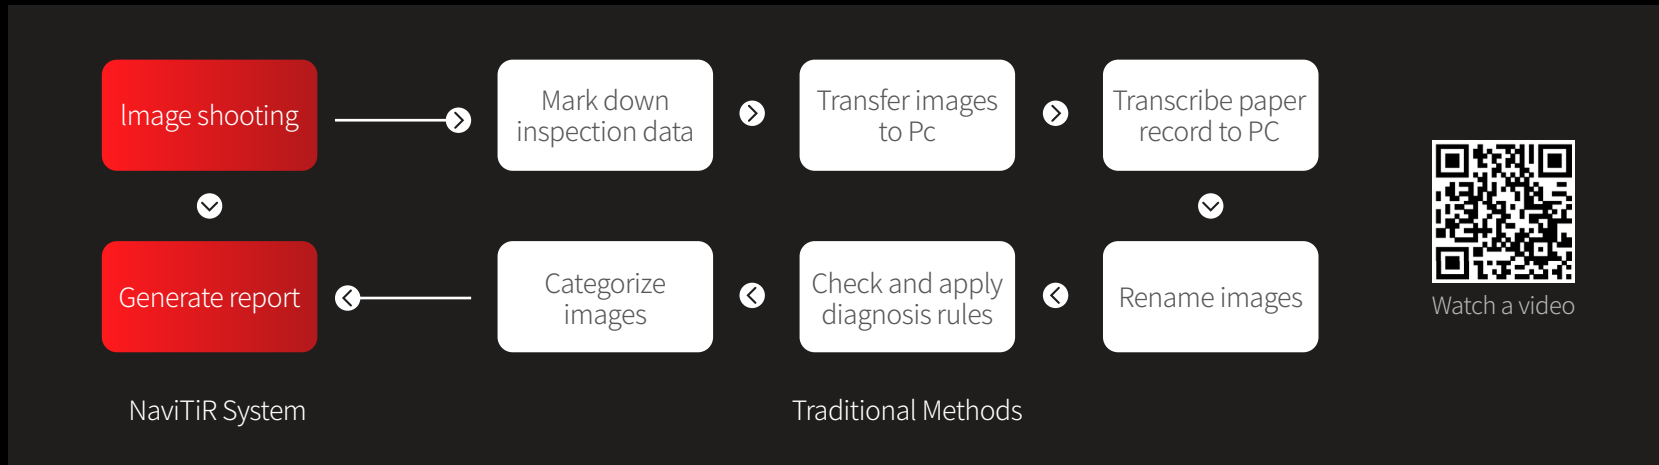 Image shooting
Mark down
inspection data
Transfer images
to Pc
Transcribe paper
record to PC
Generate report
Categorize
images
Check and apply
diagnosis rules
Rename images
Watch a video
NaviTiR System
Traditional Methods